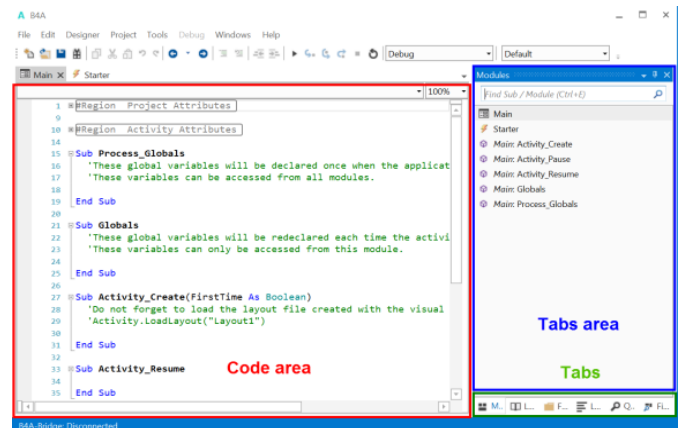 B4A
File Edit Designer Project Tools Debug Windows Help
Debug Default
Main Starter
Modules
100%
Find Sub / Module (Ctrl+E)
1 #Region Project Attributes
9
10 #Region Activity Attributes
14
15 Sub Process_Globals
16 'These global variables will be declared once when the applicat
17 'These variables can be accessed from all modules.
18
19 End Sub
20
21 Sub Globals
22 'These global variables will be redeclared each time the activi
23 'These variables can only be accessed from this module.
24
25 End Sub
26
27 Sub Activity_Create(FirstTime As Boolean)
28 'Do not forget to load the layout file created with the visual
29 'Activity.LoadLayout("Layout1")
30
31 End Sub
32
33 Sub Activity_Resume
34
35 End Sub
Code area
Main
Starter
Main: Activity_Create
Main: Activity_Pause
Main: Activity_Resume
Main: Globals
Main: Process_Globals
Tabs area
Tabs
M.. L... F... L... Q.. Fi...
B4A-Bridge: Disconnected